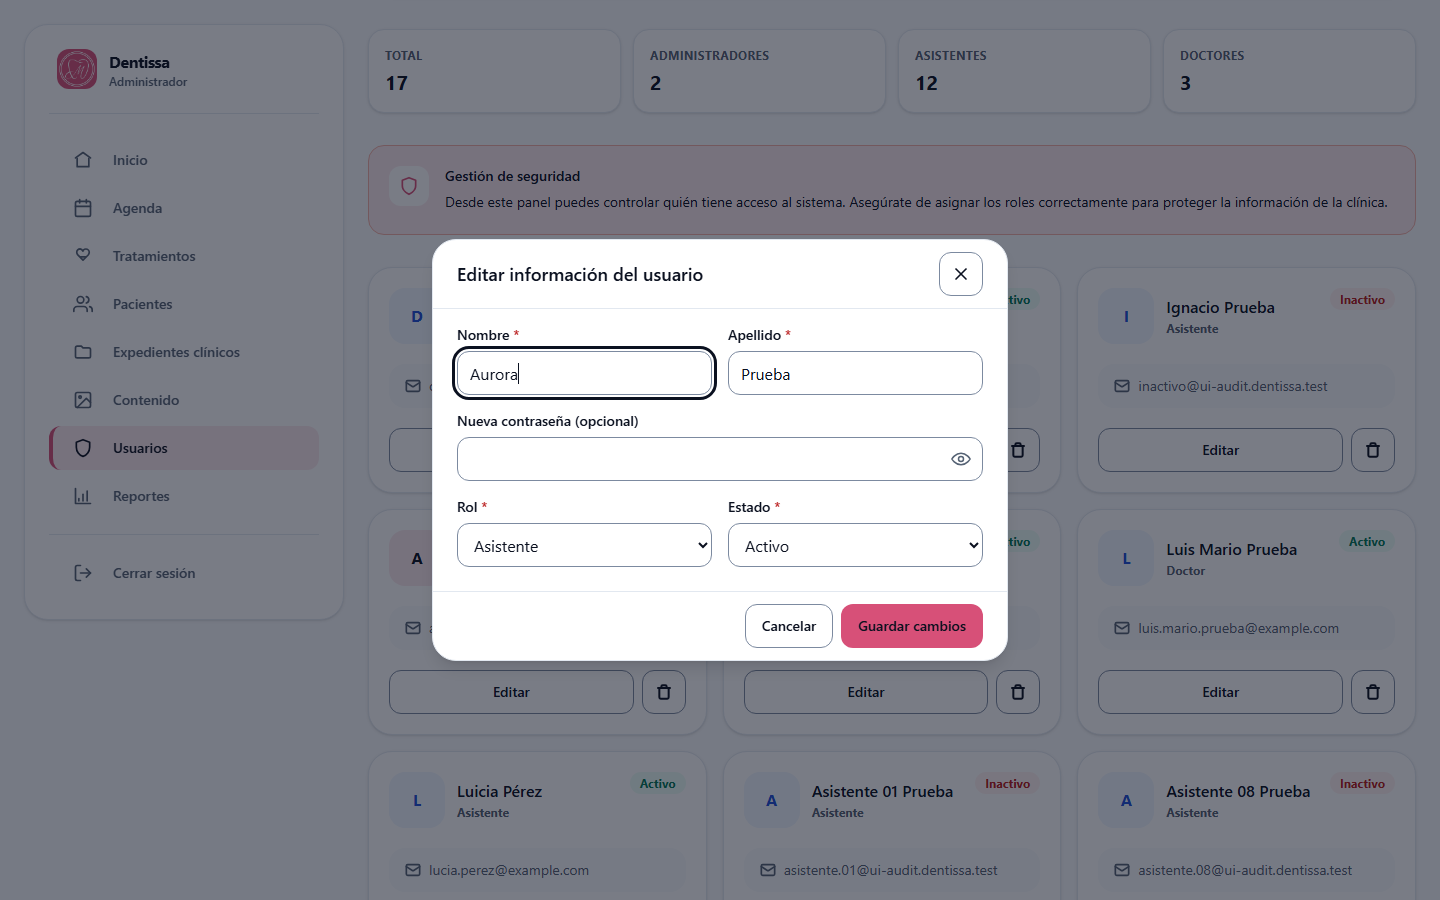 Dentissa
Administrador
Inicio
Agenda
Tratamientos
Pacientes
Expedientes clínicos
Contenido
Usuarios
Reportes
Cerrar sesión
TOTAL
17
ADMINISTRADORES
2
ASISTENTES
12
DOCTORES
3
Gestión de seguridad
Desde este panel puedes controlar quién tiene acceso al sistema. Asegúrate de asignar los roles correctamente para proteger la información de la clínica.
D
I
Ignacio Prueba
Asistente
Inactivo
inactivo@ui-audit.dentissa.test
Editar
Editar información del usuario
Nombre *
Apellido *
Aurora
Prueba
Nueva contraseña (opcional)
Rol *
Estado *
Asistente
Activo
Cancelar
Guardar cambios
A
Editar
Editar
L
Luis Mario Prueba
Doctor
Activo
luis.mario.prueba@example.com
Editar
L
Luicia Pérez
Asistente
Activo
lucia.perez@example.com
A
Asistente 01 Prueba
Asistente
Inactivo
asistente.01@ui-audit.dentissa.test
A
Asistente 08 Prueba
Asistente
Inactivo
asistente.08@ui-audit.dentissa.test